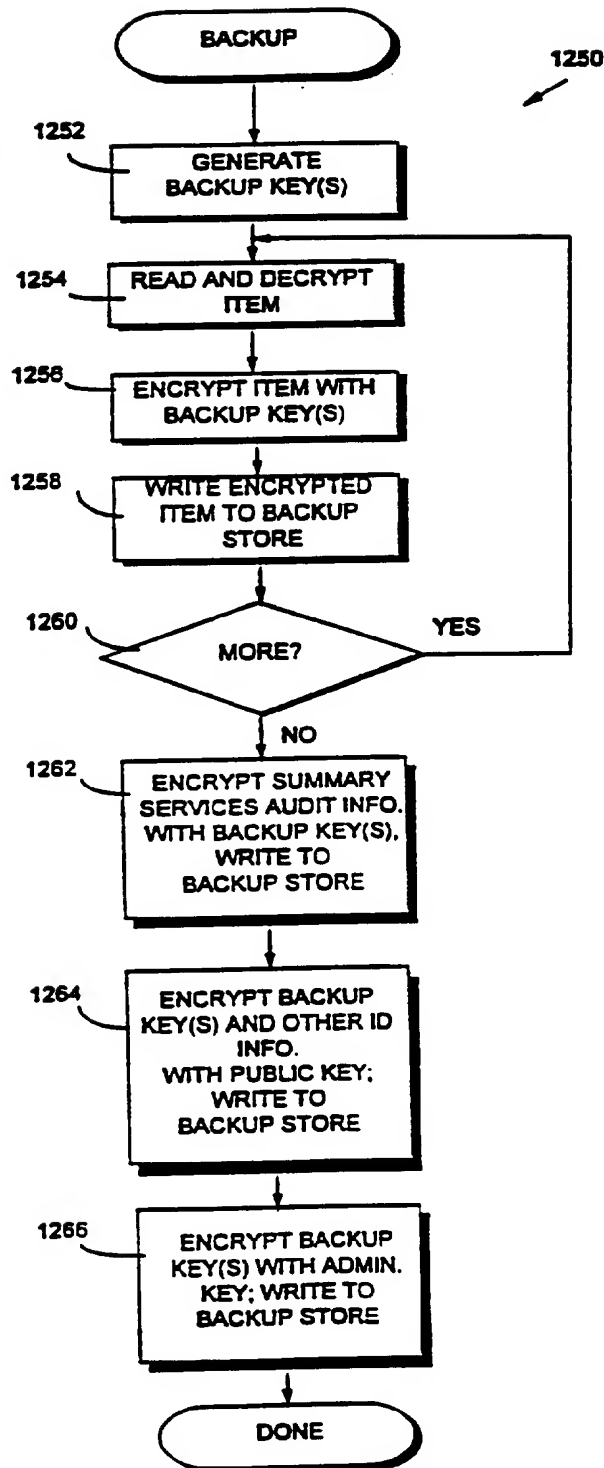 BACKUP
1250
1252
GENERATE
BACKUP KEY(S)
1254
READ AND DECRYPT
ITEM
1256
ENCRYPT ITEM WITH
BACKUP KEY(S)
1258
WRITE ENCRYPTED
ITEM TO BACKUP
STORE
1260
MORE?
YES
NO
1262
ENCRYPT SUMMARY
SERVICES AUDIT INFO.
WITH BACKUP KEY(S),
WRITE TO
BACKUP STORE
1264
ENCRYPT BACKUP
KEY(S) AND OTHER ID
INFO.
WITH PUBLIC KEY;
WRITE TO
BACKUP STORE
1266
ENCRYPT BACKUP
KEY(S) WITH ADMIN.
KEY; WRITE TO
BACKUP STORE
DONE